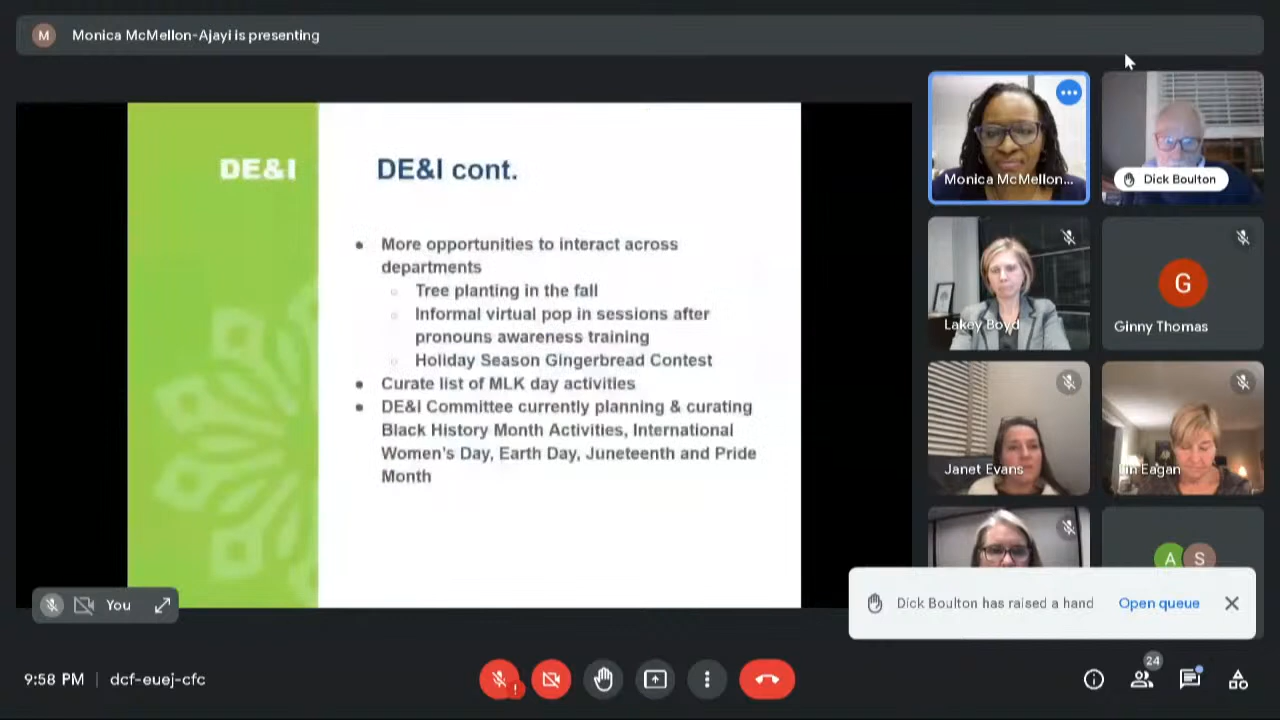 M
Monica McMellon-Ajayi is presenting
DE&I
DE&I cont.
More opportunities to interact across
departments
Tree planting in the fall
Informal virtual pop in sessions after
pronouns awareness training
Holiday Season Gingerbread Contest
Curate list of MLK day activities
DE&I Committee currently planning & curating
Black History Month Activities, International
Women's Day, Earth Day, Juneteenth and Pride
Month
Monica McMellon...
Dick Boulton
Lakey Boyd
G
Ginny Thomas
Janet Evans
Eagan
A S
You
Dick Boulton has raised a hand
Open queue
9:58 PM | dcf-euej-cfc
!
24